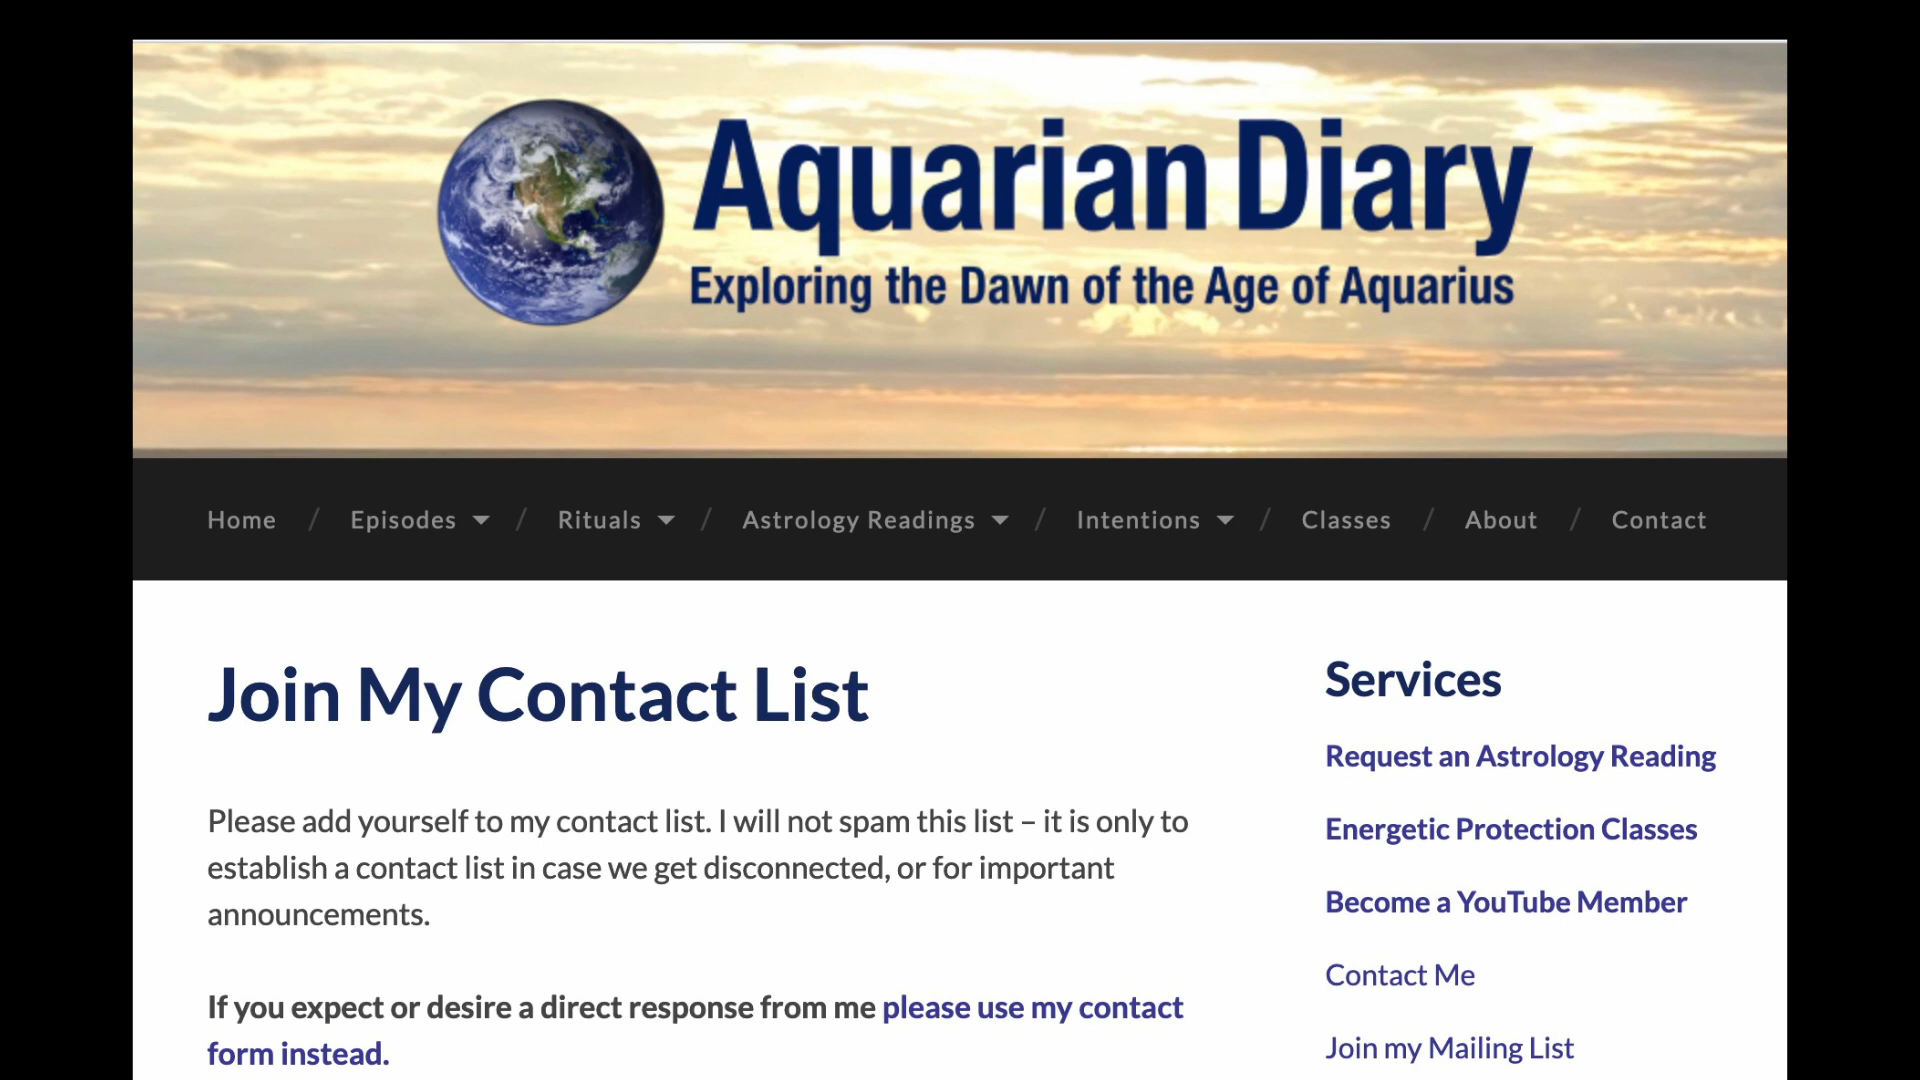 Aquarian Diary
Exploring the Dawn of the Age of Aquarius
Home / Episodes / Rituals / Astrology Readings / Intentions / Classes / About / Contact
Join My Contact List
Please add yourself to my contact list. I will not spam this list – it is only to
establish a contact list in case we get disconnected, or for important
announcements.
If you expect or desire a direct response from me please use my contact
form instead.
Services
Request an Astrology Reading
Energetic Protection Classes
Become a YouTube Member
Contact Me
Join my Mailing List